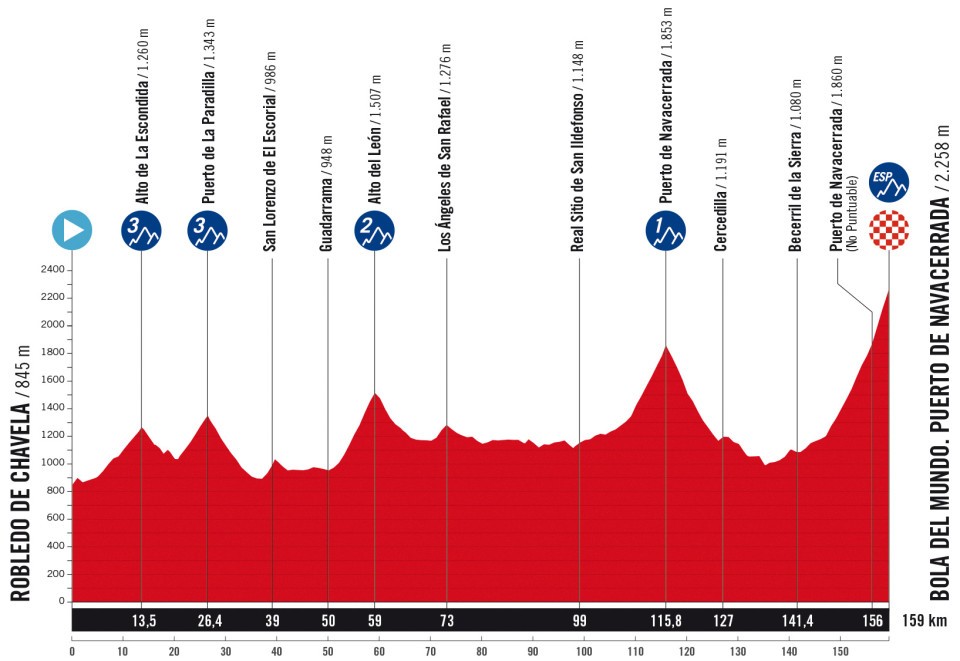 Alto de La Escondida / 1.260 m
Puerto de La Paradilla / 1.343 m
San Lorenzo de El Escorial / 986 m
Guadarrama / 948 m
Alto del León / 1.507 m
Los Ángeles de San Rafael / 1.276 m
Real Sitio de San Ildefonso / 1.148 m
Puerto de Navacerrada / 1.853 m
Cercedilla / 1.191 m
Becerril de la Sierra / 1.080 m
Puerto de Navacerrada / 1.860 m
(No Puntuable)
3
3
2
1
ESP
ROBLEDO DE CHAVELA / 845 m
BOLA DEL MUNDO. PUERTO DE NAVACERRADA / 2.258 m
2400
2200
2000
1800
1600
1400
1200
1000
800
600
400
200
0
13,5 26,4 39 50 59 73 99 115,8 127 141,4 156 159 km
0 10 20 30 40 50 60 70 80 90 100 110 120 130 140 150